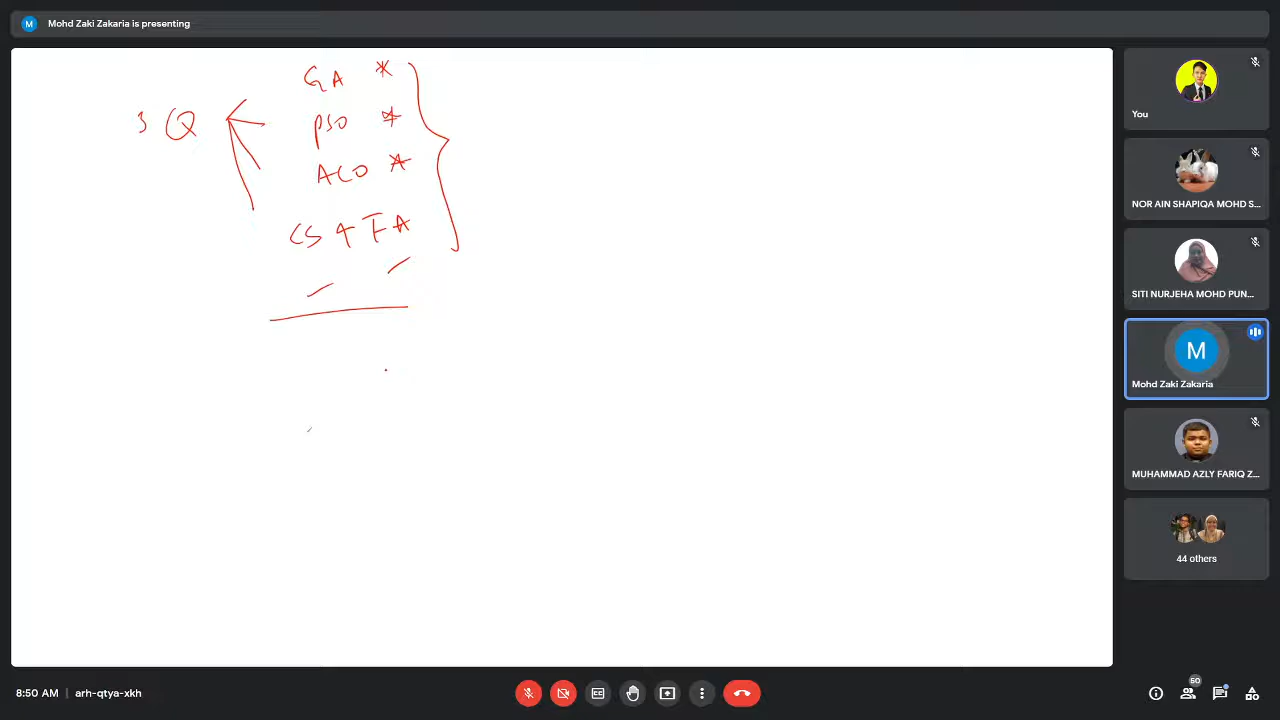 Mohd Zaki Zakaria is presenting
GA *
3 Q
PSO *
ACO *
CS + FA
You
NOR AIN SHAPIQA MOHD S...
SITI NURJEHA MOHD PUN...
M
Mohd Zaki Zakaria
MUHAMMAD AZLY FARIQ Z...
44 others
8:50 AM | arh-qtya-xkh
50